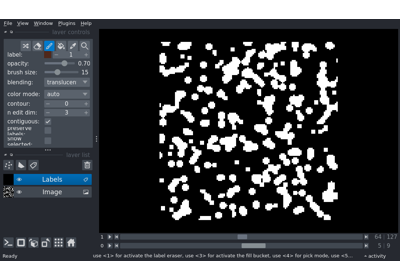 File View Window Plugins Help
layer controls
label: 1
opacity: 0.70
brush size: 15
blending: translucen
color mode: auto
contour: 0
n edit dim: 3
contiguous:
preserve
labels:
show
selected:
layer list
Labels
Image
1 64 127
0 5 9
Ready use <1> for activate the label eraser, use <3> for activate the fill bucket, use <4> for pick mode, use <5... activity